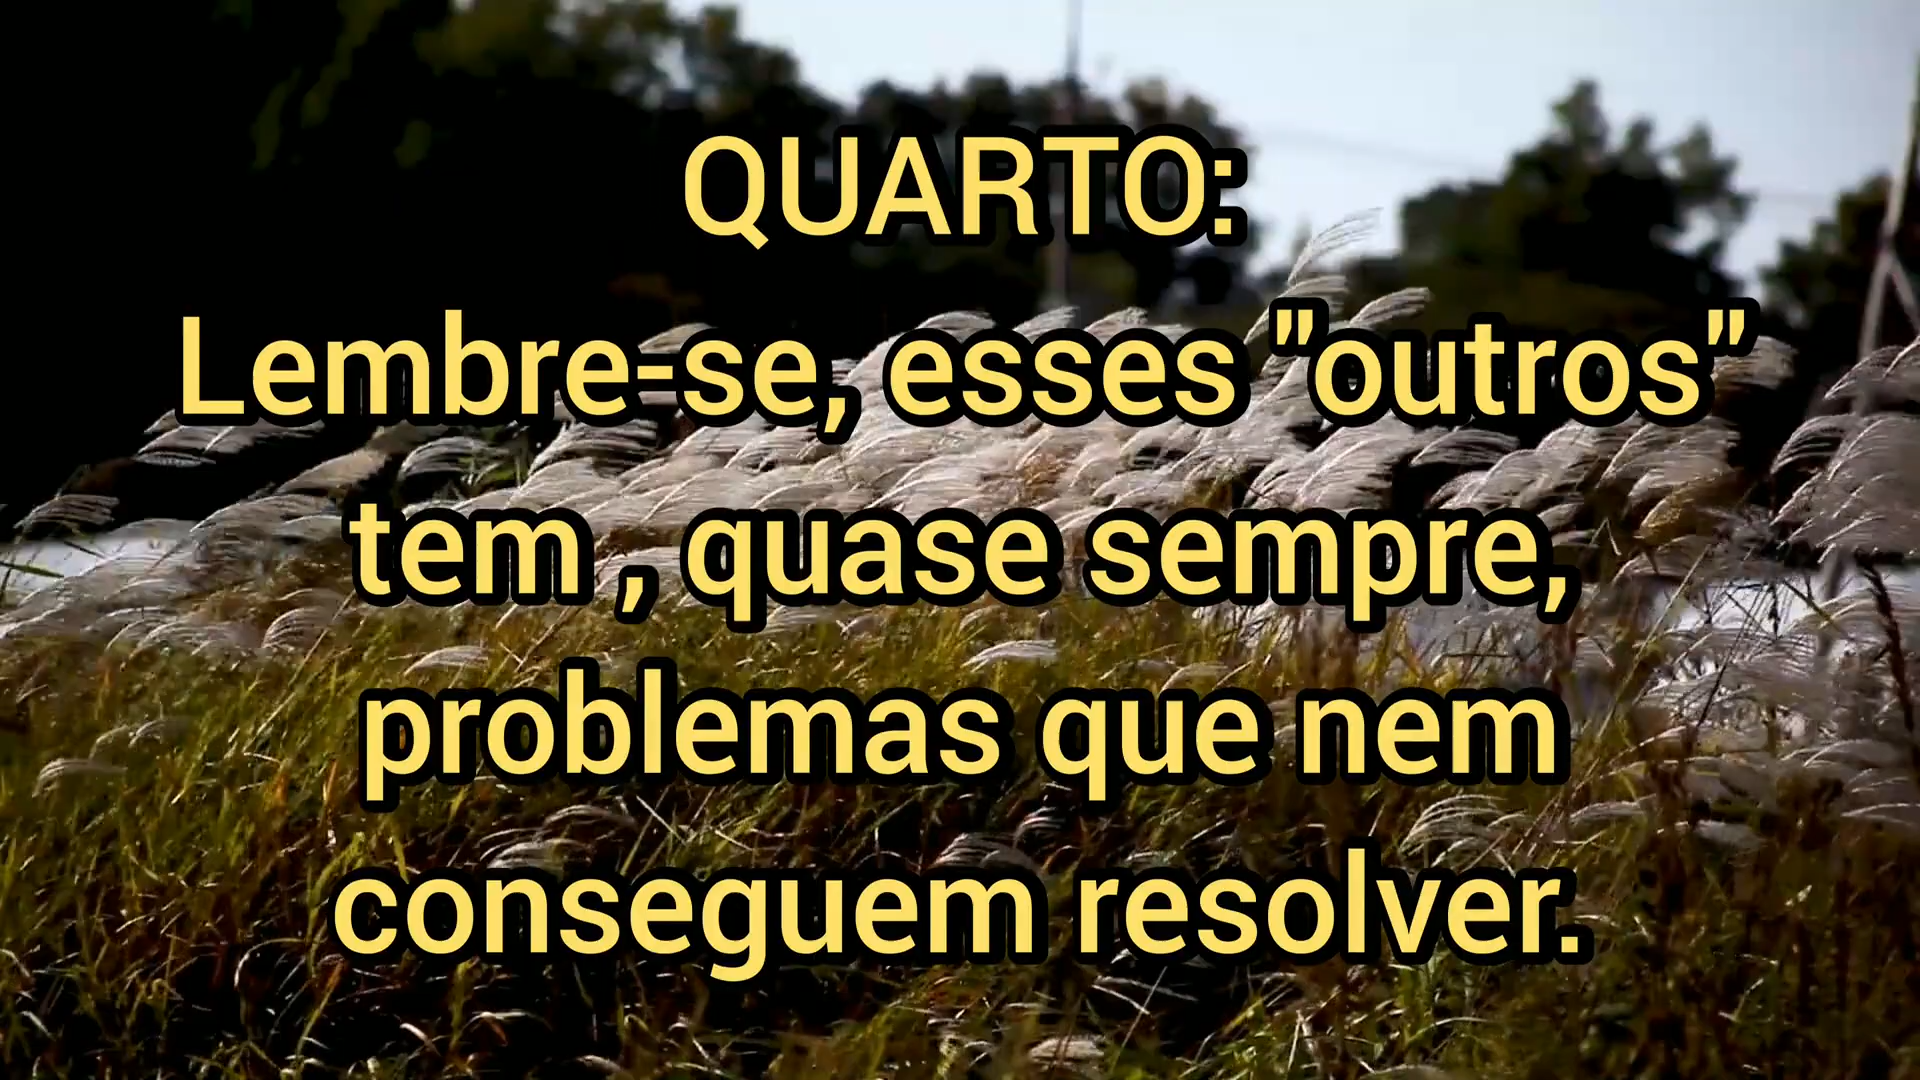 QUARTO:
Lembre-se, esses "outros"
tem , quase sempre,
problemas que nem
conseguem resolver.